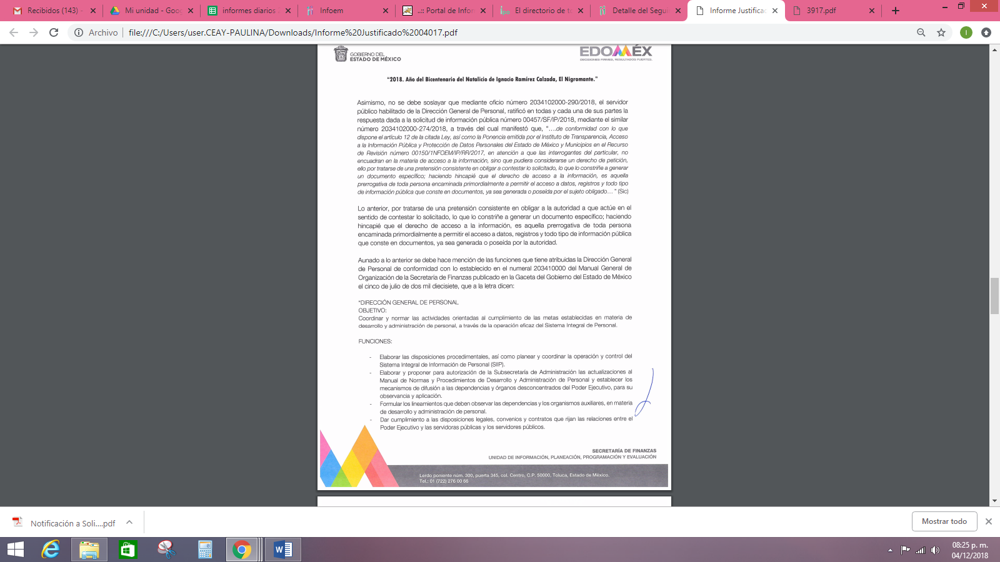 Recibidos (143) -
Mi unidad - Goo
informes diarios 2
Infoem
..:: Portal de Infor
El directorio de t
Detalle del Segui
Informe Justificad
3917.pdf
Archivo
file:///C:/Users/user.CEAY-PAULINA/Downloads/Informe%20Justificado%2004017.pdf
I
GOBIERNO DEL
ESTADO DE MÉXICO
EDOMÉX
DECISIONES FIRMES, RESULTADOS FUERTES.
"2018. Año del Bicentenario del Natalicio de Ignacio Ramírez Calzada, El Nigromante."
Asimismo, no se debe soslayar que mediante oficio número 2034102000-290/2018, el servidor
público habilitado de la Dirección General de Personal, ratificó en todas y cada una de sus partes la
respuesta dada a la solicitud de información pública número 00457/SF/IP/2018, mediante el similar
número 2034102000-274/2018, a través del cual manifestó que, "….de conformidad con lo que
dispone el artículo 12 de la citada Ley, así como la Ponencia emitida por el Instituto de Transparencia, Acceso
a la Información Pública y Protección de Datos Personales del Estado de México y Municipios en el Recurso
de Revisión número 00150/1NFOEM/IP/RR/2017, en atención a que las interrogantes del particular, no
encuadran en la materia de acceso a la información, sino que pudiera considerarse un derecho de petición,
ello por tratarse de una pretensión consistente en obligar a contestar lo solicitado, lo que lo constriñe a generar
un documento específico; haciendo hincapié que el derecho de acceso a la información, es aquella
prerrogativa de toda persona encaminada primordialmente a permitir el acceso a datos, registros y todo tipo
de información pública que conste en documentos, ya sea generada o poseída por el sujeto obligado… " (Sic)
Lo anterior, por tratarse de una pretensión consistente en obligar a la autoridad a que actúe en el
sentido de contestar lo solicitado, lo que lo constriñe a generar un documento específico; haciendo
hincapié que el derecho de acceso a la información, es aquella prerrogativa de toda persona
encaminada primordialmente a permitir el acceso a datos, registros y todo tipo de información pública
que conste en documentos, ya sea generada o poseída por la autoridad.
Aunado a lo anterior se debe hace mención de las funciones que tiene atribuidas la Dirección General
de Personal de conformidad con lo establecido en el numeral 203410000 del Manual General de
Organización de la Secretaría de Finanzas publicado en la Gaceta del Gobierno del Estado de México
el cinco de julio de dos mil diecisiete, que a la letra dicen:
"DIRECCIÓN GENERAL DE PERSONAL
OBJETIVO:
Coordinar y normar las actividades orientadas al cumplimiento de las metas establecidas en materia de
desarrollo y administración de personal, a través de la operación eficaz del Sistema Integral de Personal.
FUNCIONES:
- Elaborar las disposiciones procedimentales, así como planear y coordinar la operación y control del
Sistema Integral de Información de Personal (SIIP).
- Elaborar y proponer para autorización de la Subsecretaría de Administración las actualizaciones al
Manual de Normas y Procedimientos de Desarrollo y Administración de Personal y establecer los
mecanismos de difusión a las dependencias y órganos desconcentrados del Poder Ejecutivo, para su
observancia y aplicación.
- Formular los lineamientos que deben observar las dependencias y los organismos auxiliares, en materia
de desarrollo y administración de personal.
- Dar cumplimiento a las disposiciones legales, convenios y contratos que rijan las relaciones entre el
Poder Ejecutivo y las servidoras públicas y los servidores públicos.
SECRETARÍA DE FINANZAS
UNIDAD DE INFORMACIÓN, PLANEACIÓN, PROGRAMACIÓN Y EVALUACIÓN
Lerdo poniente núm. 300, puerta 345, col. Centro, C.P. 50000, Toluca, Estado de México.
Tel.: 01 (722) 276 00 66
Notificación a Soli....pdf
Mostrar todo
08:25 p. m.
04/12/2018